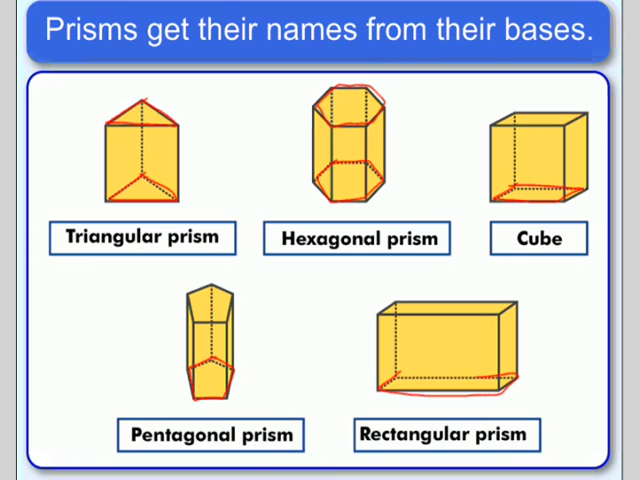 Prisms get their names from their bases.
Triangular prism
Hexagonal prism
Cube
Pentagonal prism
Rectangular prism